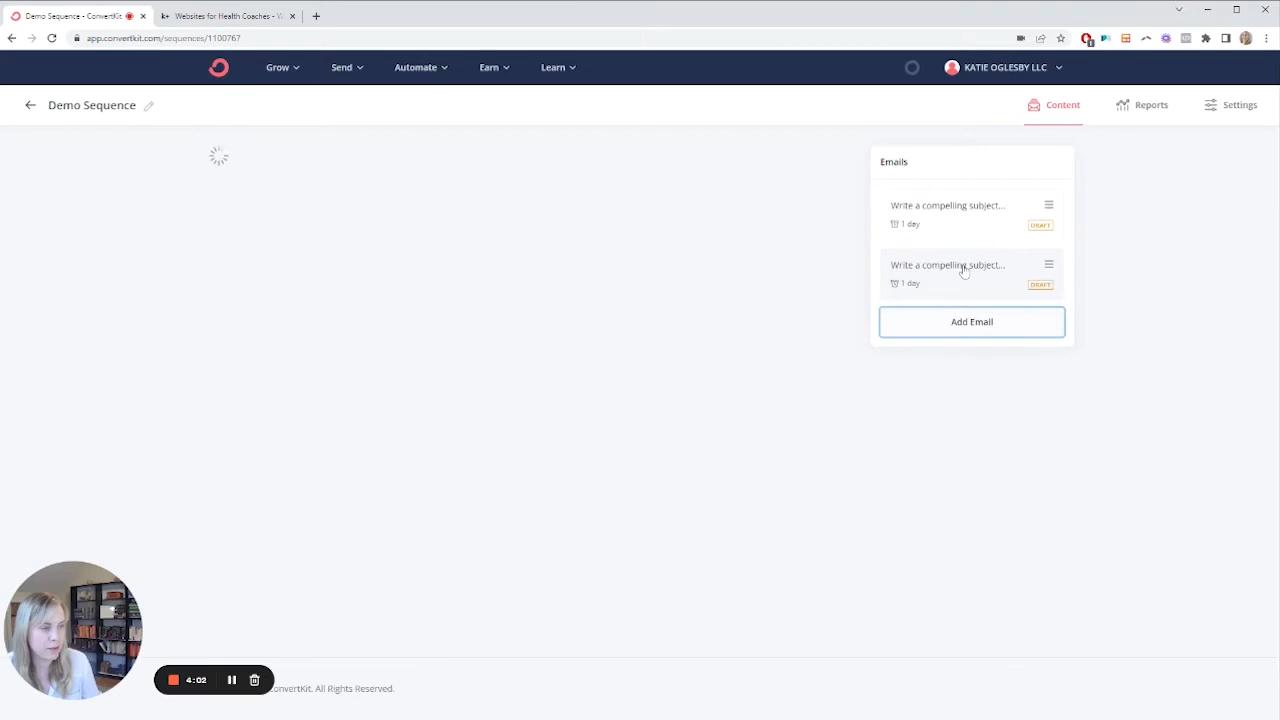 Demo Sequence - ConvertKit
Websites for Health Coaches -
app.convertkit.com/sequences/1100767
Grow
Send
Automate
Earn
Learn
KATIE OGLESBY LLC
Demo Sequence
Content
Reports
Settings
Emails
Write a compelling subject...
1 day
DRAFT
Write a compelling subject...
1 day
DRAFT
Add Email
4:02
ConvertKit. All Rights Reserved.